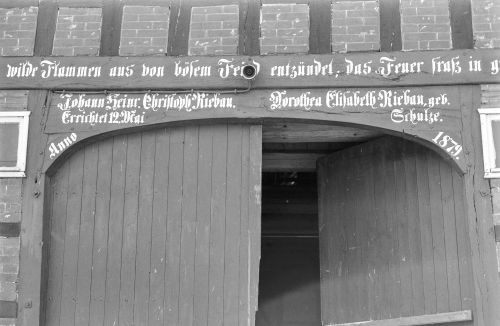 wilde Flammen aus von bösem Feind entzündet, das Feuer fraß in g
Johann Heinr. Christoph Rieban. Dorothea Elisabeth Rieban, geb.
Errichtet 12. Mai Schulze.
Anno 1879.